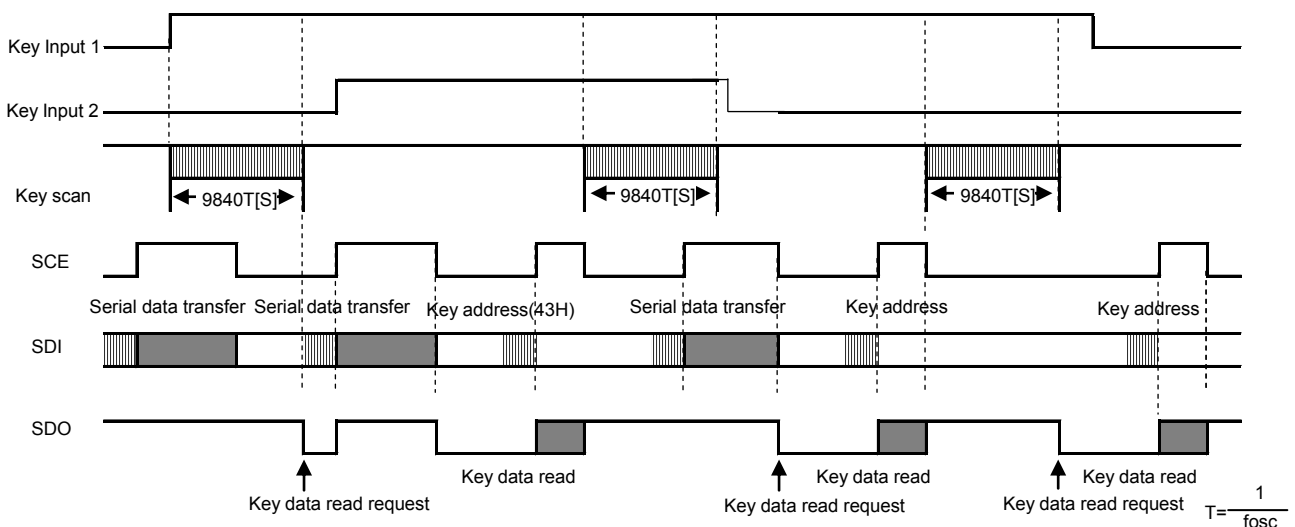 Key Input 1
Key Input 2
Key scan
9840T[S] 9840T[S] 9840T[S]
SCE
Serial data transfer Serial data transfer Key address(43H) Serial data transfer Key address Key address
SDI
SDO
Key data read Key data read Key data read
Key data read request Key data read request Key data read request
T=1/fosc